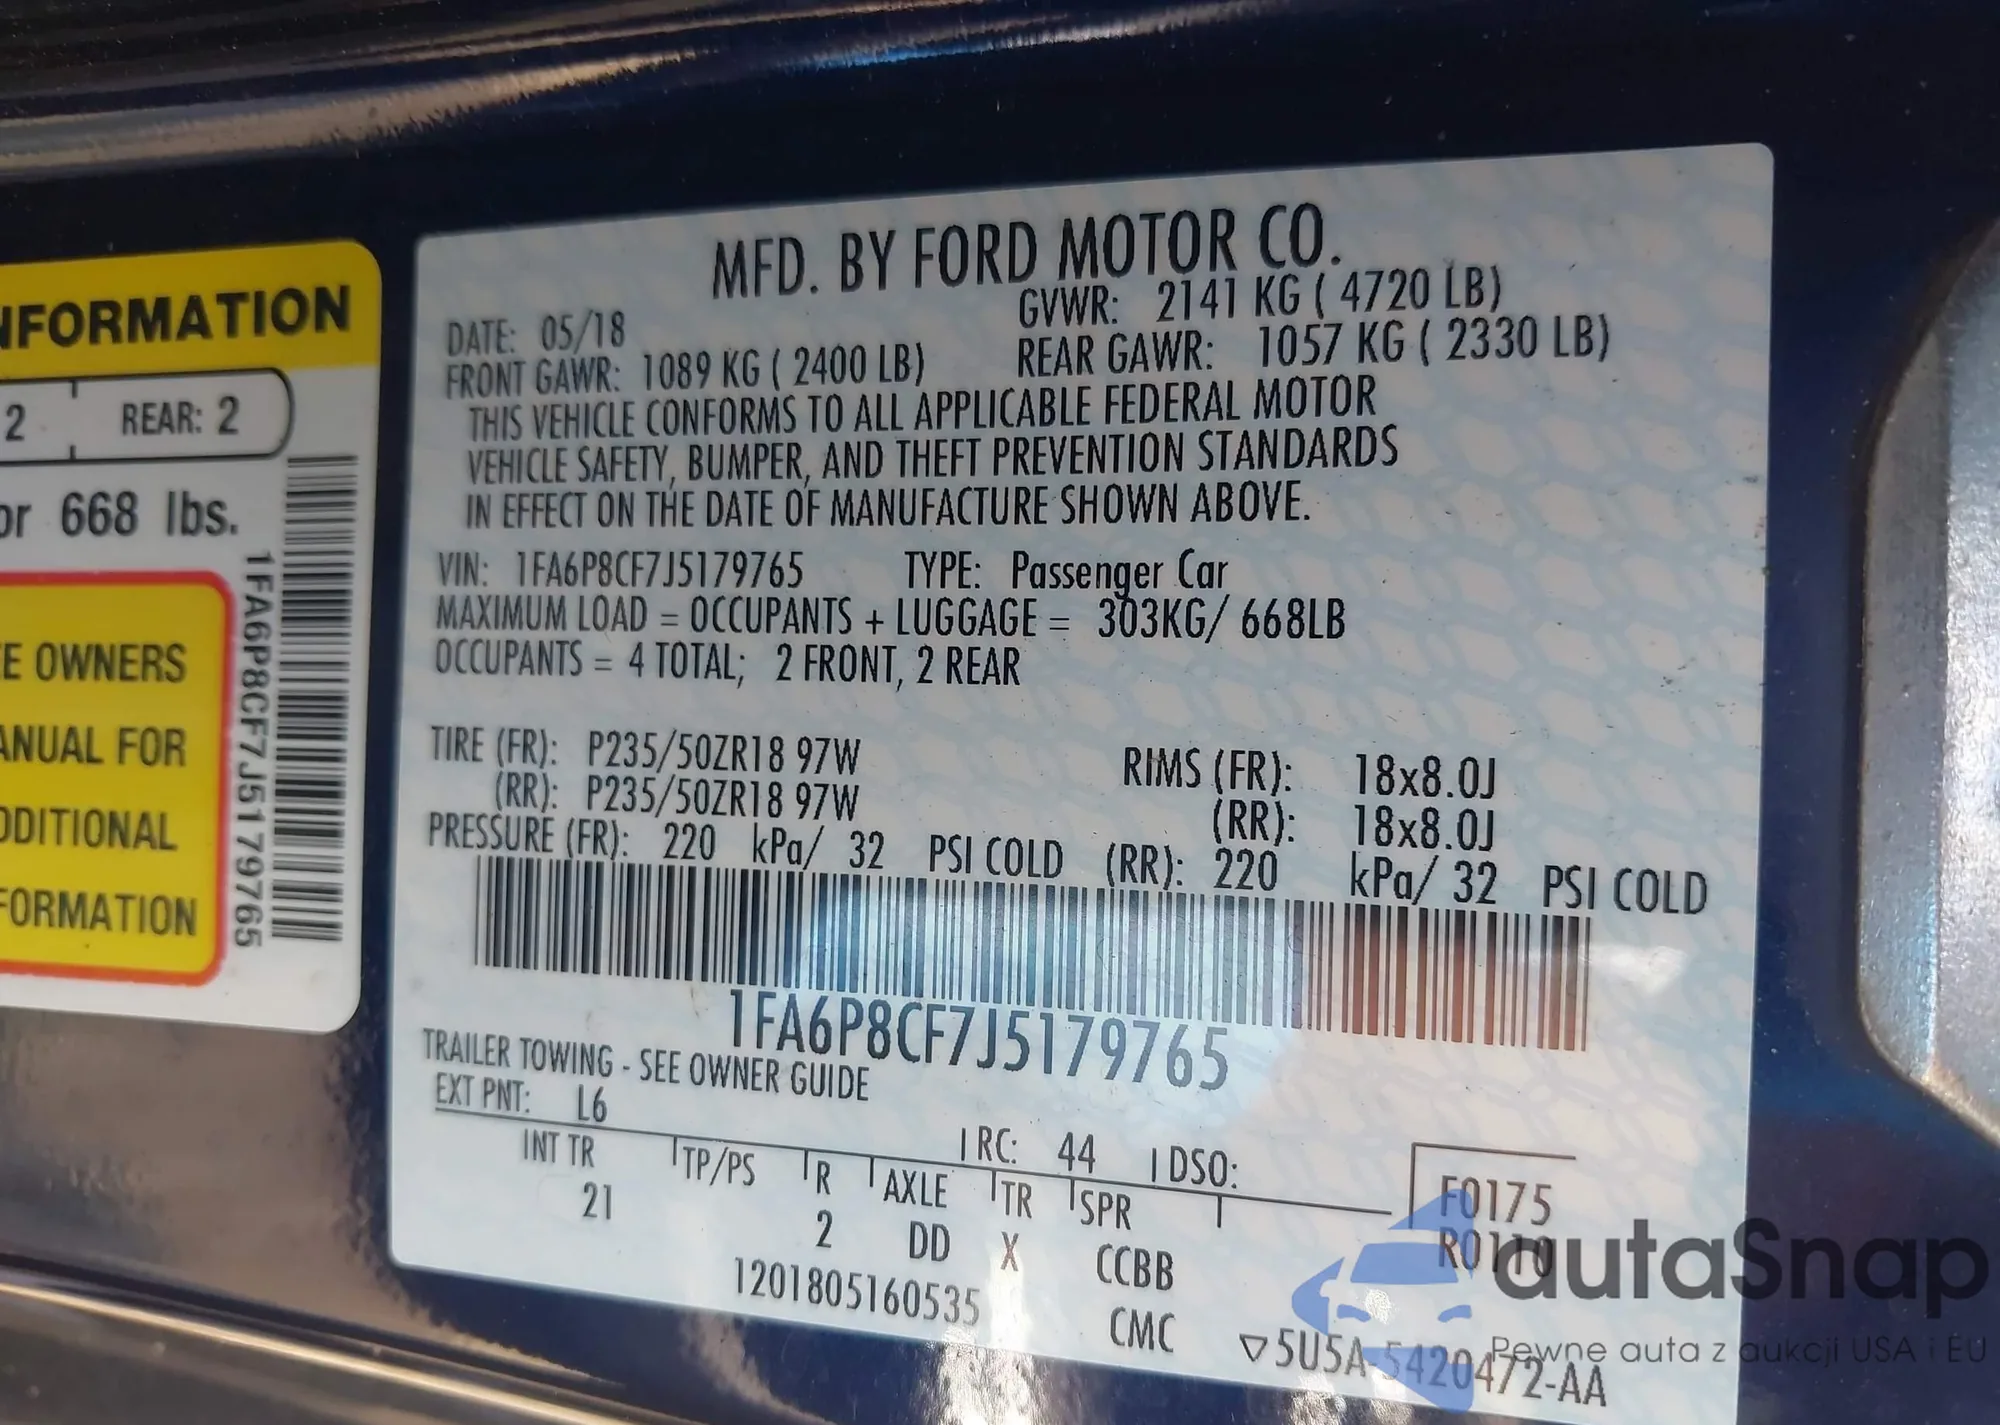 NFORMATION
2 REAR: 2
or 668 lbs.
E OWNERS
ANUAL FOR
DDITIONAL
FORMATION
1FA6P8CF7J5179765
MFD. BY FORD MOTOR CO.
DATE: 05/18 GVWR: 2141 KG ( 4720 LB)
FRONT GAWR: 1089 KG ( 2400 LB) REAR GAWR: 1057 KG ( 2330 LB)
THIS VEHICLE CONFORMS TO ALL APPLICABLE FEDERAL MOTOR
VEHICLE SAFETY, BUMPER, AND THEFT PREVENTION STANDARDS
IN EFFECT ON THE DATE OF MANUFACTURE SHOWN ABOVE.
VIN: 1FA6P8CF7J5179765 TYPE: Passenger Car
MAXIMUM LOAD = OCCUPANTS + LUGGAGE = 303KG/ 668LB
OCCUPANTS = 4 TOTAL; 2 FRONT, 2 REAR
TIRE (FR): P235/50ZR18 97W RIMS (FR): 18x8.0J
(RR): P235/50ZR18 97W (RR): 18x8.0J
PRESSURE (FR): 220 kPa/ 32 PSI COLD (RR): 220 kPa/ 32 PSI COLD
1FA6P8CF7J5179765
TRAILER TOWING - SEE OWNER GUIDE
EXT PNT: L6 RC: 44 DSO:
INT TR TP/PS R AXLE TR SPR F0175
21 2 DD X CCBB R0110
1201805160535 CMC ▽5U5A-5420472-AA
autaSnap
Pewne auta z aukcji USA i EU